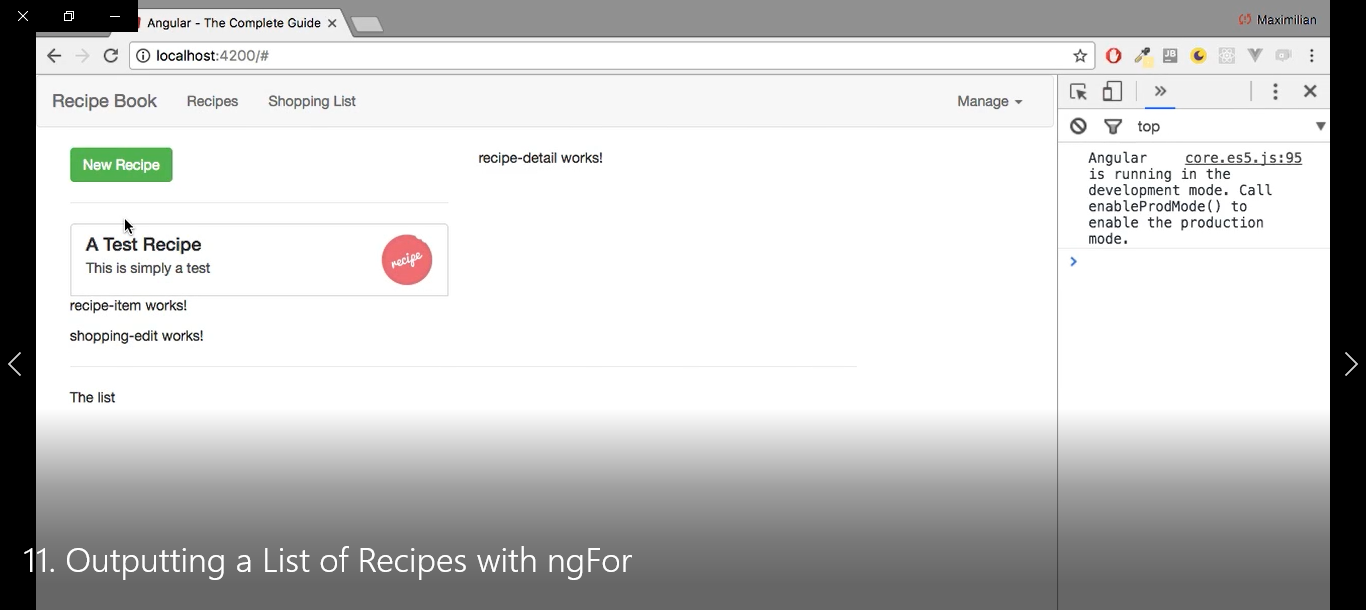 Angular - The Complete Guide
Maximilian
localhost:4200/#
Recipe Book
Recipes
Shopping List
Manage
top
New Recipe
recipe-detail works!
Angular core.es5.js:95
is running in the
development mode. Call
enableProdMode() to
enable the production
mode.
A Test Recipe
This is simply a test
recipe
recipe-item works!
shopping-edit works!
The list
11. Outputting a List of Recipes with ngFor